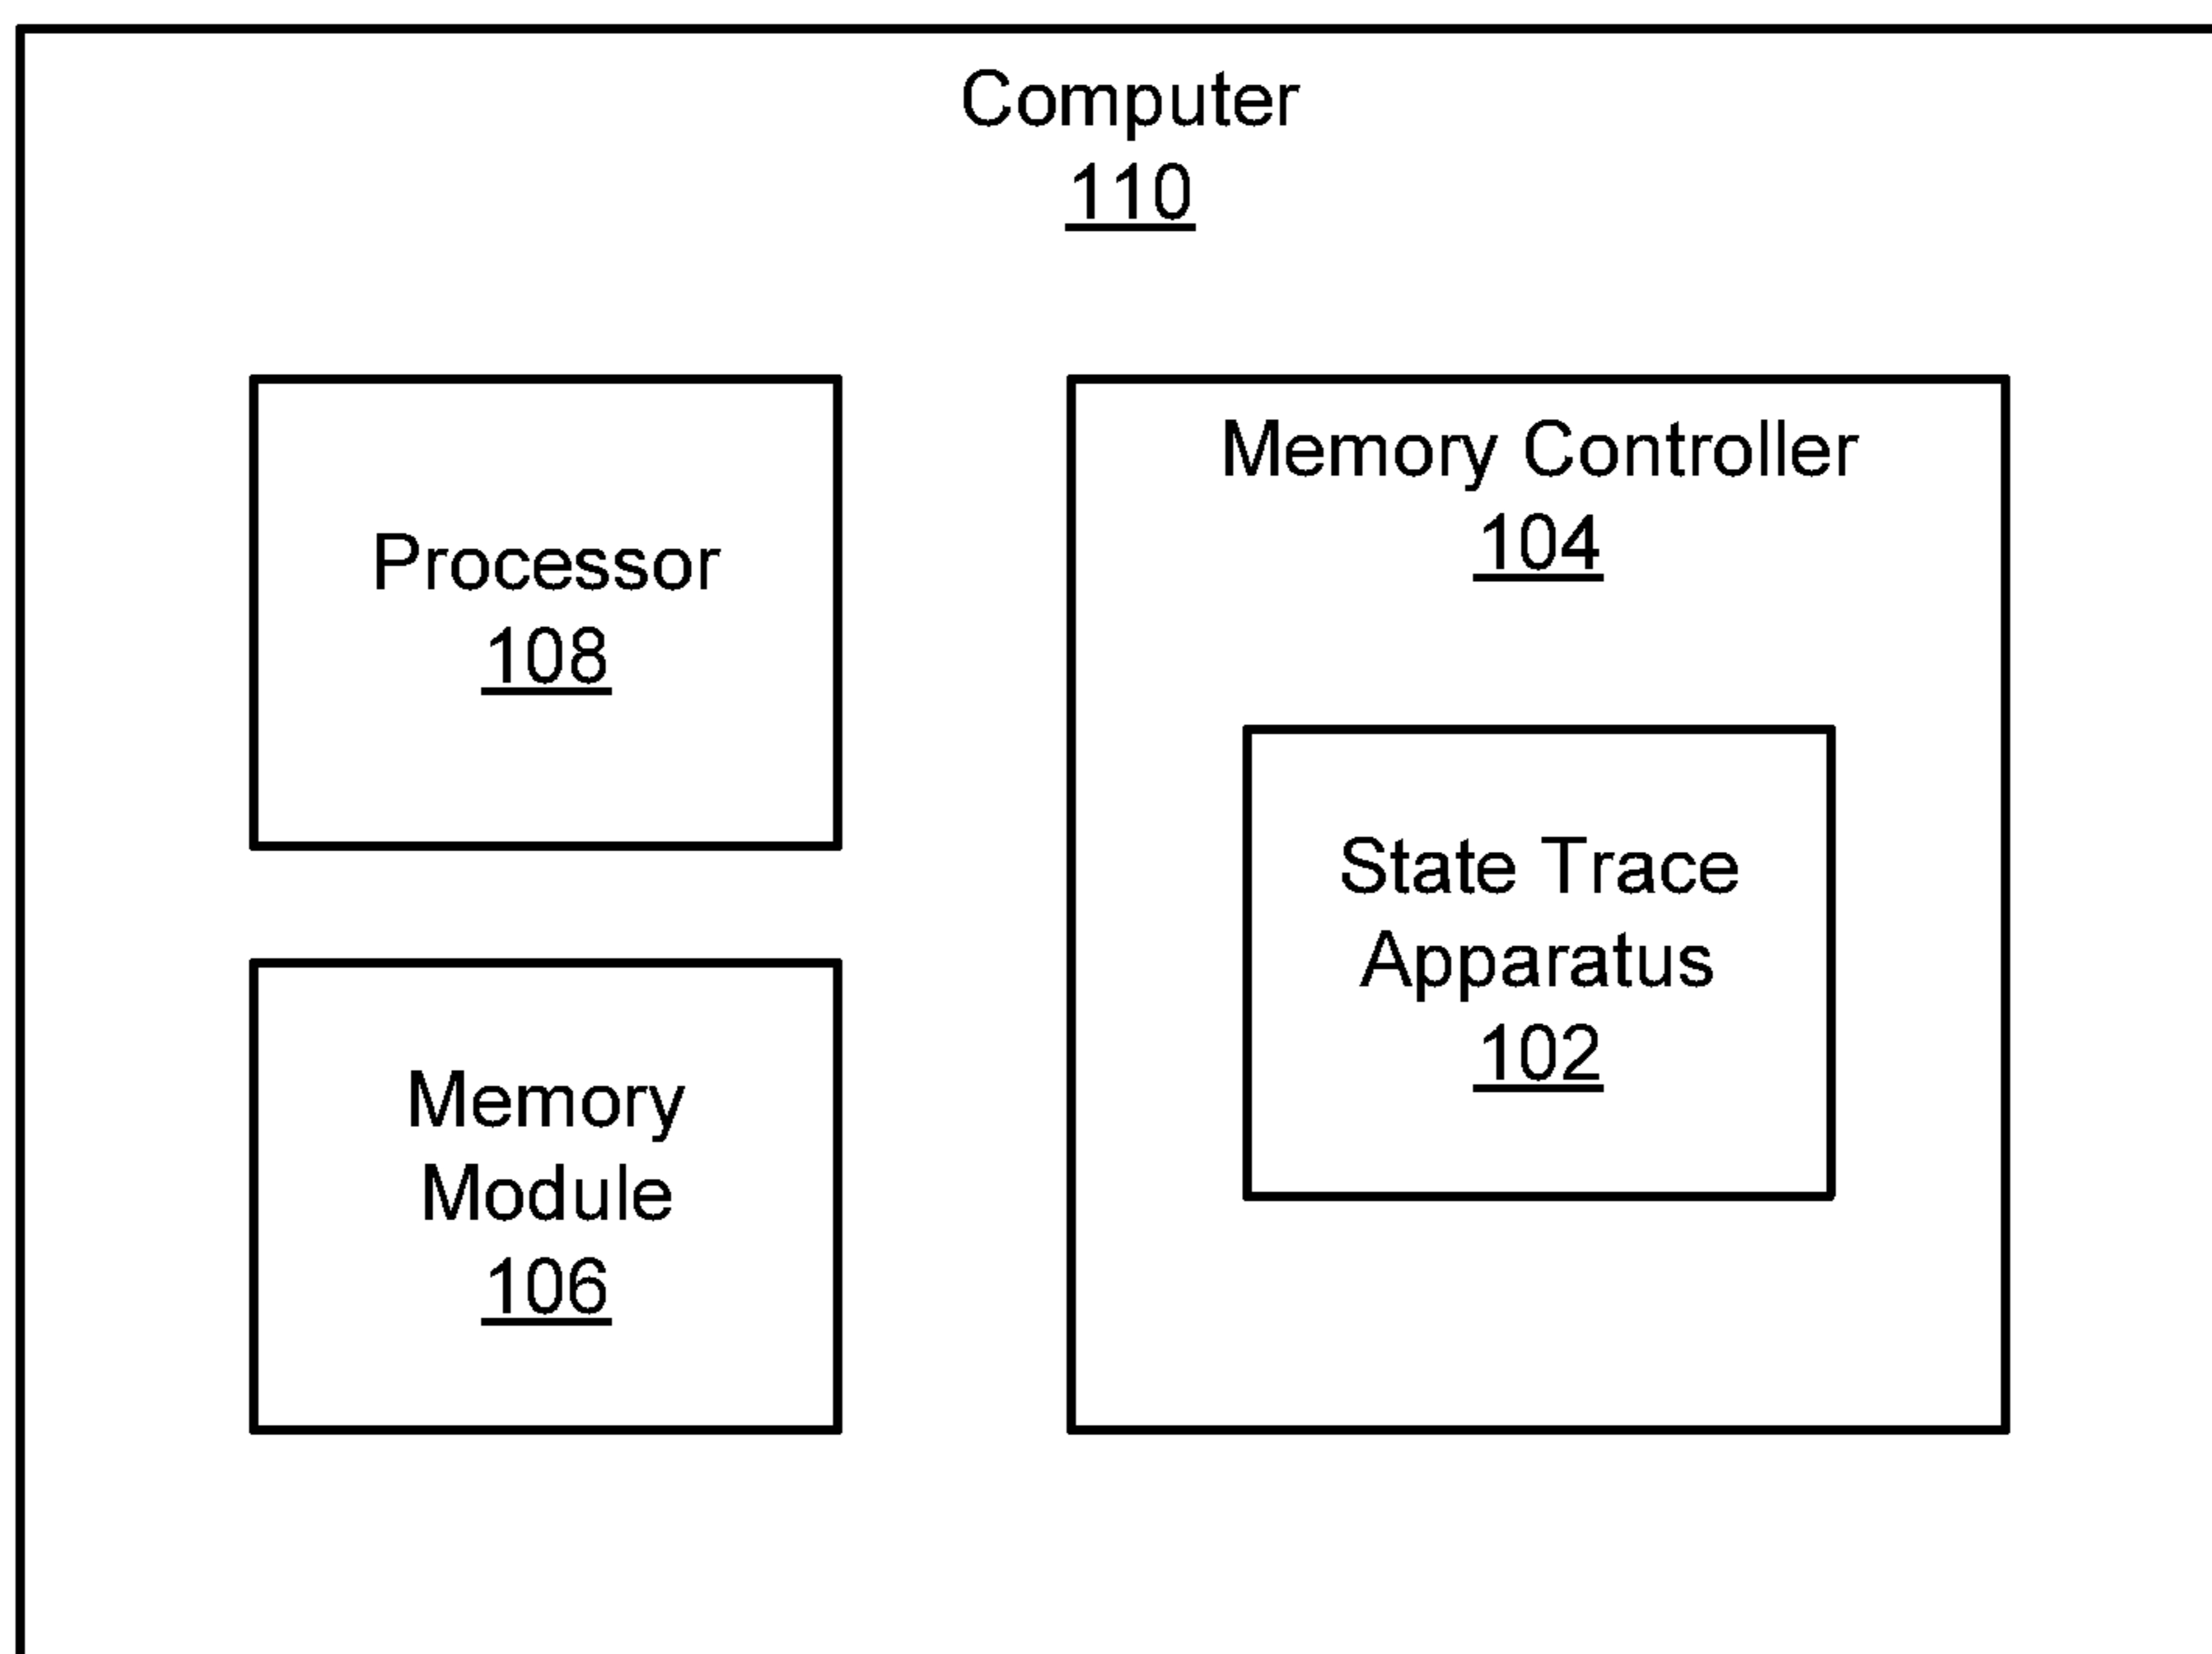 Computer
110
Processor
108
Memory Controller
104
State Trace
Apparatus
102
Memory
Module
106